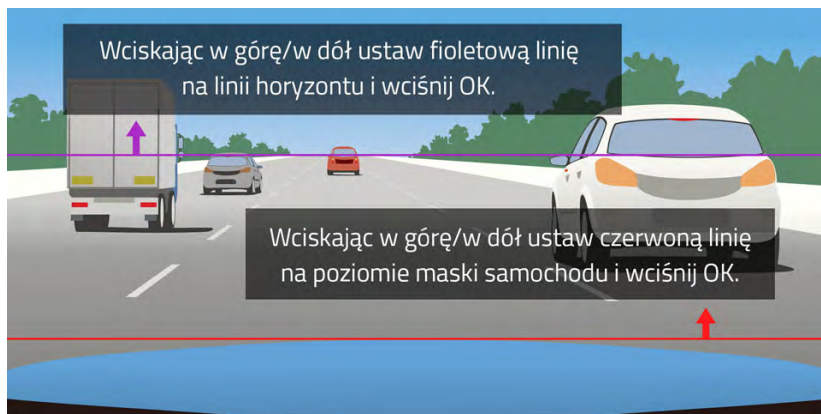 Wciskając w górę/w dół ustaw fioletową linię
na linii horyzontu i wciśnij OK.
Wciskając w górę/w dół ustaw czerwoną linię
na poziomie maski samochodu i wciśnij OK.